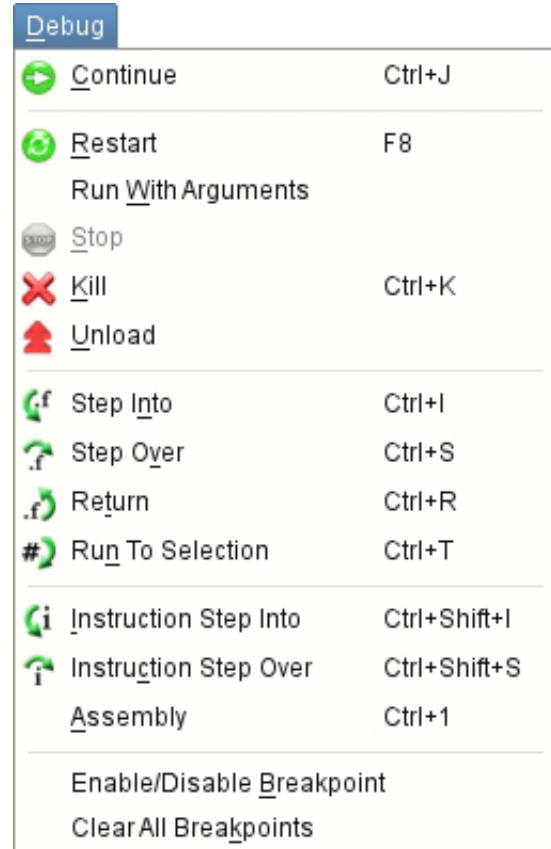 Debug
Continue Ctrl+J
Restart F8
Run With Arguments
STOP Stop
Kill Ctrl+K
Unload
.f Step Into Ctrl+I
.f Step Over Ctrl+S
.f Return Ctrl+R
# Run To Selection Ctrl+T
i Instruction Step Into Ctrl+Shift+I
i Instruction Step Over Ctrl+Shift+S
Assembly Ctrl+1
Enable/Disable Breakpoint
Clear All Breakpoints